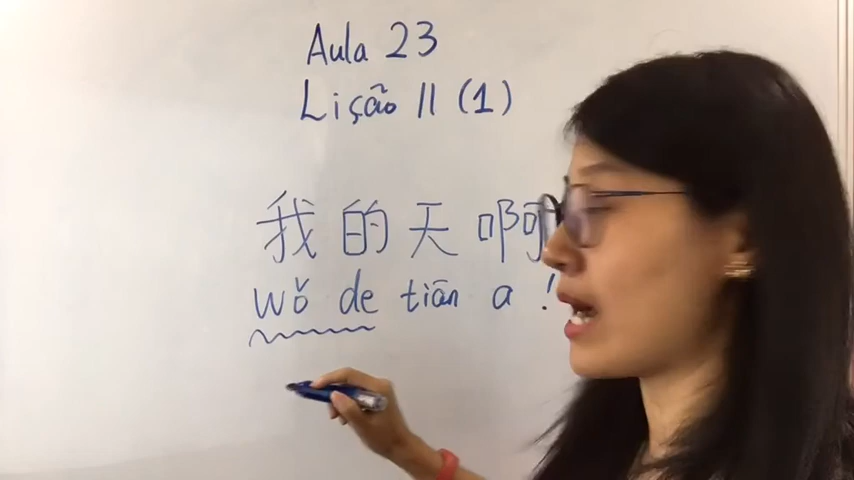 Aula 23
Lição 11 (1)
我的天啊
wǒ de tiān a !